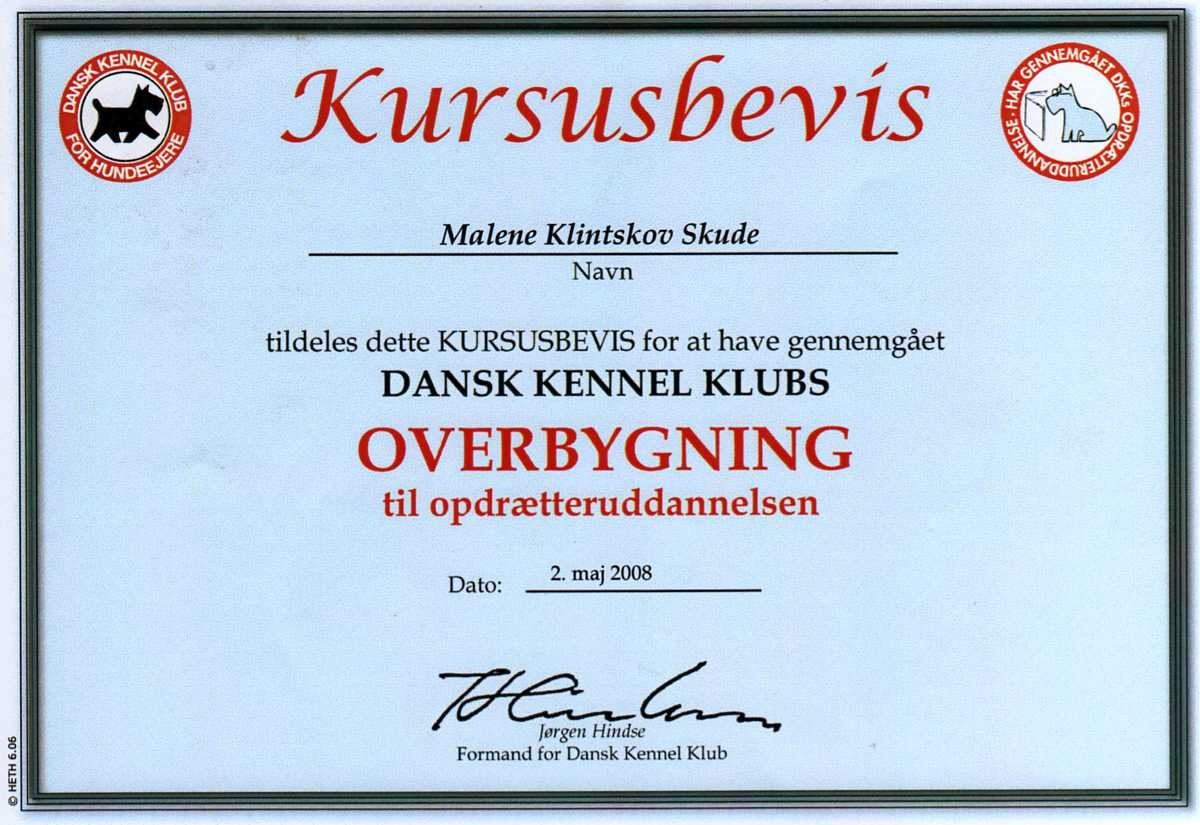 DANSK KENNEL KLUB
FOR HUNDEEJERE
Kursusbevis
HAR GENNEMGÅET DKKs OPDRÆTTERUDDANNELSE
Malene Klintskov Skude
Navn
tildeles dette KURSUSBEVIS for at have gennemgået
DANSK KENNEL KLUBS
OVERBYGNING
til opdrætteruddannelsen
Dato: 2. maj 2008
Jørgen Hindse
Formand for Dansk Kennel Klub
© HETH 6.06